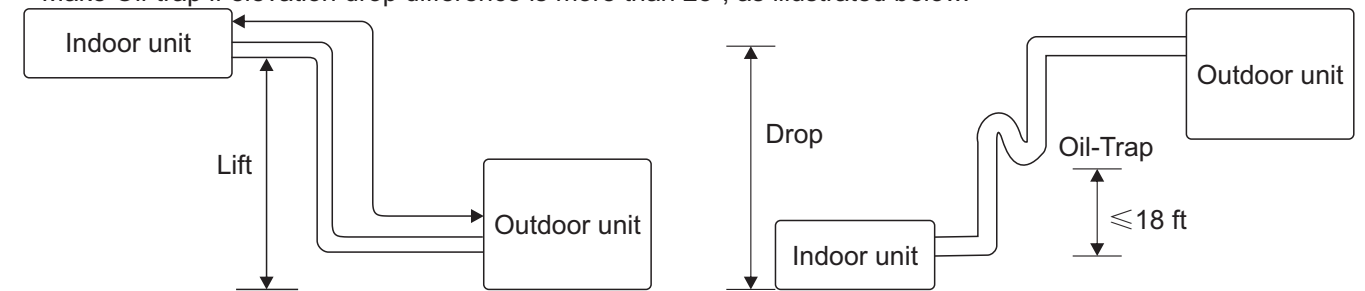 Make Oil-trap if elevation drop difference is more than as illustrated below
Indoor unit
Lift
Outdoor unit
Outdoor unit
Drop
Oil-Trap
≤18 ft
Indoor unit